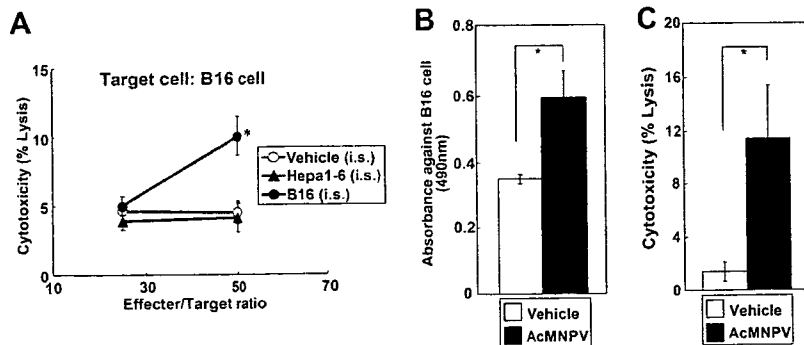 A
Target cell: B16 cell
Cytotoxicity (% Lysis)
15
10
5
0
10
30
50
70
Effecter/Target ratio
*
Vehicle (i.s.)
Hepa1-6 (i.s.)
B16 (i.s.)
B
Absorbance against B16 cell
(490nm)
0.8
0.6
0.4
0.2
0
*
Vehicle
AcMNPV
C
Cytotoxicity (% Lysis)
20
16
12
8
4
0
*
Vehicle
AcMNPV